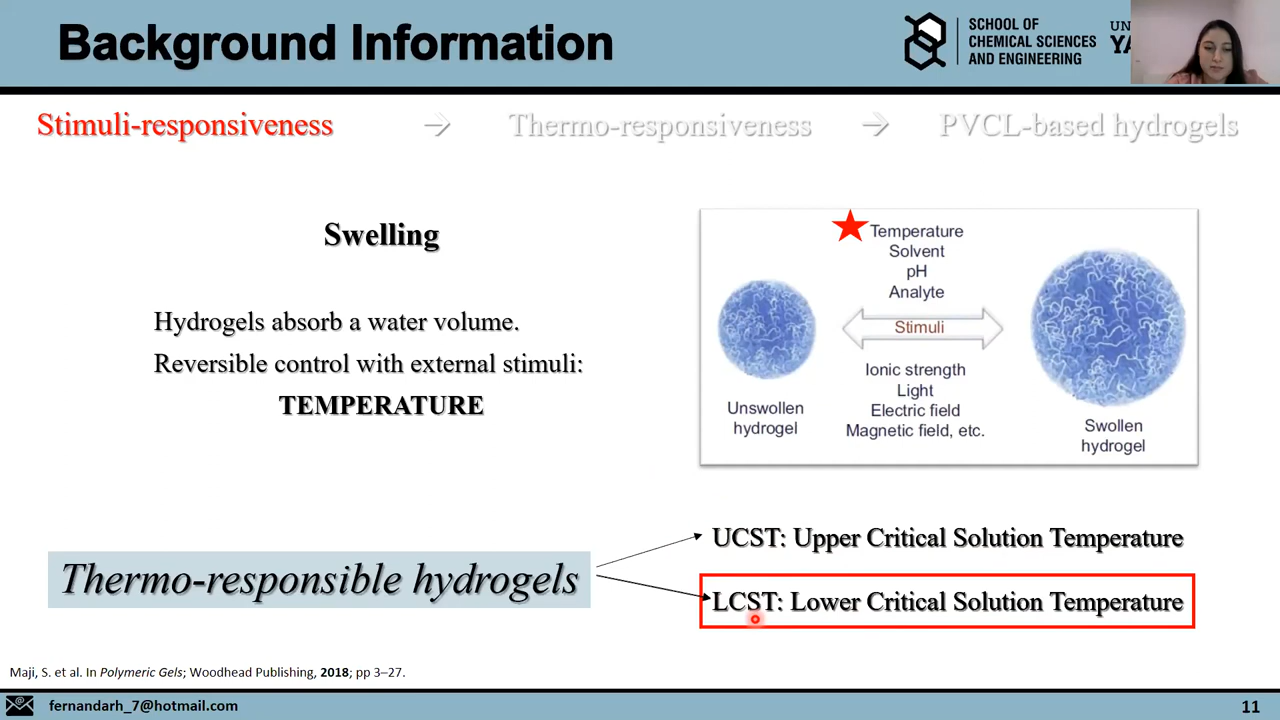 Background Information
SCHOOL OF
CHEMICAL SCIENCES
AND ENGINEERING
UN
YA
Stimuli-responsiveness → Thermo-responsiveness → PVCL-based hydrogels
Swelling
Hydrogels absorb a water volume.
Reversible control with external stimuli:
TEMPERATURE
Temperature
Solvent
pH
Analyte
Stimuli
Ionic strength
Light
Electric field
Magnetic field, etc.
Unswollen
hydrogel
Swollen
hydrogel
Thermo-responsible hydrogels
UCST: Upper Critical Solution Temperature
LCST: Lower Critical Solution Temperature
Maji, S. et al. In Polymeric Gels; Woodhead Publishing, 2018; pp 3–27.
fernandarh_7@hotmail.com
11